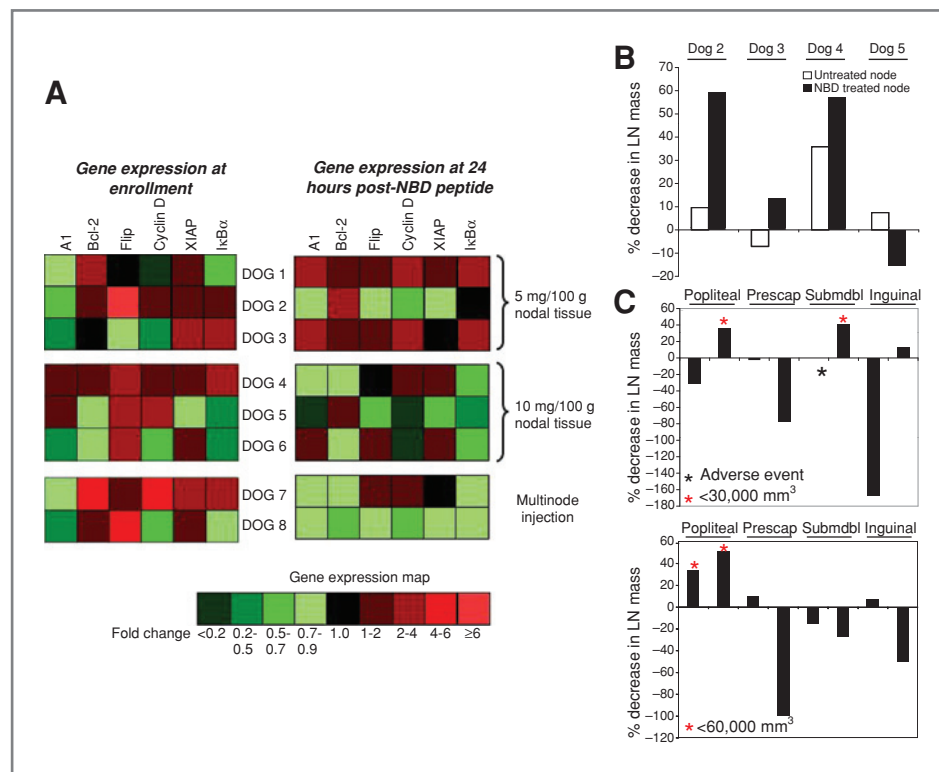 A
Gene expression at
enrollment
Gene expression at 24
hours post-NBD peptide
A1
Bcl-2
Flip
Cyclin D
XIAP
IκBα
A1
Bcl-2
Flip
Cyclin D
XIAP
IκBα
DOG 1
DOG 2
DOG 3
5 mg/100 g
nodal tissue
DOG 4
DOG 5
DOG 6
10 mg/100 g
nodal tissue
DOG 7
DOG 8
Multinode
injection
Gene expression map
Fold change
<0.2
0.2-
0.5
0.5-
0.7
0.7-
0.9
1.0
1-2
2-4
4-6
≥6
B
Dog 2 Dog 3 Dog 4 Dog 5
Untreated node
NBD treated node
% decrease in LN mass
70
60
50
40
30
20
10
0
−10
−20
C
Popliteal Prescap Submdbl Inguinal
% decrease in LN mass
60
40
20
0
−20
−40
−60
−80
−100
−120
−140
−160
−180
*
*
*
* Adverse event
* <30,000 mm³
Popliteal Prescap Submdbl Inguinal
% decrease in LN mass
60
40
20
0
−20
−40
−60
−80
−100
−120
*
*
* <60,000 mm³